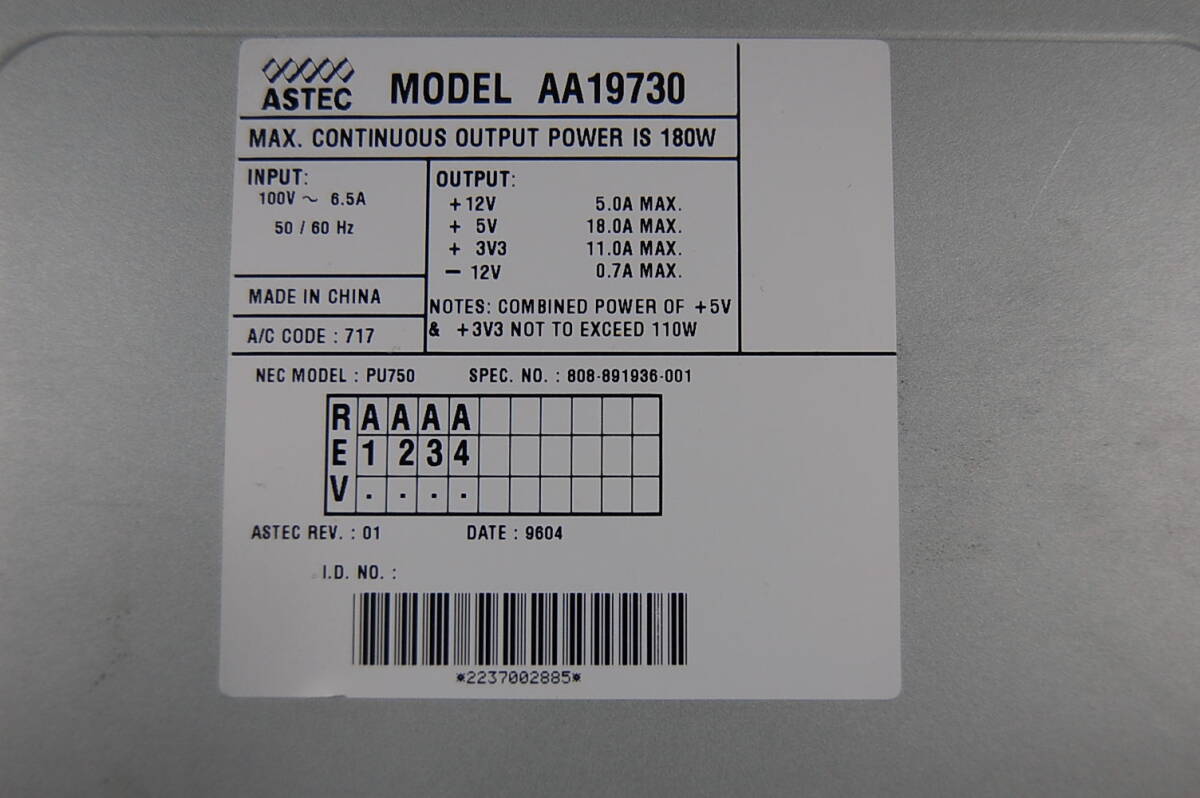 ASTEC MODEL AA19730
MAX. CONTINUOUS OUTPUT POWER IS 180W
INPUT:
100V ~ 6.5A
50 / 60 Hz
MADE IN CHINA
A/C CODE : 717
OUTPUT:
+12V 5.0A MAX.
+ 5V 18.0A MAX.
+ 3V3 11.0A MAX.
- 12V 0.7A MAX.
NOTES: COMBINED POWER OF +5V
& +3V3 NOT TO EXCEED 110W
NEC MODEL : PU750 SPEC. NO. : 808-891936-001
R A A A A
E 1 2 3 4
V . . . .
ASTEC REV. : 01 DATE : 9604
I.D. NO. :
*2237002885*